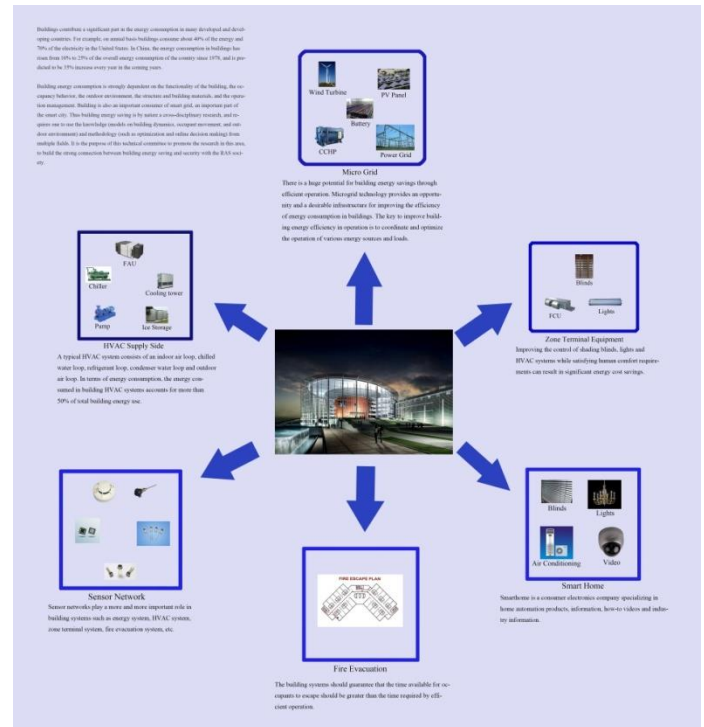 Buildings contribute a significant part in the energy consumption in many developed and devel-
oping countries. For example, on annual basis buildings consume about 40% of the energy and
70% of the electricity in the United States. In China, the energy consumption in buildings has
risen from 10% to 25% of the overall energy consumption of the country since 1978, and is pre-
dicted to be 35% increase every year in the coming years.
Building energy consumption is strongly dependent on the functionality of the building, the oc-
cupancy behavior, the outdoor environment, the structure and building materials, and the opera-
tion management. Building is also an important consumer of smart grid, an important part of
the smart city. Thus building energy saving is by nature a cross-disciplinary research, and re-
quires one to use the knowledge (models on building dynamics, occupant movement, and out-
door environment) and methodology (such as optimization and online decision making) from
multiple fields. It is the purpose of this technical committee to promote the research in this area,
to build the strong connection between building energy saving and security with the RAS soci-
ety.
Wind Turbine
PV Panel
Battery
CCHP
Power Grid
Micro Grid
There is a huge potential for building energy savings through
efficient operation. Microgrid technology provides an opportu-
nity and a desirable infrastructure for improving the efficiency
of energy consumption in buildings. The key to improve build-
ing energy efficiency in operation is to coordinate and optimize
the operation of various energy sources and loads.
FAU
Chiller
Cooling tower
Pump
Ice Storage
HVAC Supply Side
A typical HVAC system consists of an indoor air loop, chilled
water loop, refrigerant loop, condenser water loop and outdoor
air loop. In terms of energy consumption, the energy con-
sumed in building HVAC systems accounts for more than
50% of total building energy use.
Blinds
FCU
Lights
Zone Terminal Equipment
Improving the control of shading blinds, lights and
HVAC systems while satisfying human comfort require-
ments can result in significant energy cost savings.
Sensor Network
Sensor networks play a more and more important role in
building systems such as energy system, HVAC system,
zone terminal system, fire evacuation system, etc.
FIRE ESCAPE PLAN
Fire Evacuation
The building systems should guarantee that the time available for oc-
cupants to escape should be greater than the time required by effi-
cient operation.
Blinds
Lights
Air Conditioning
Video
Smart Home
Smarthome is a consumer electronics company specializing in
home automation products, information, how-to videos and indus-
try information.